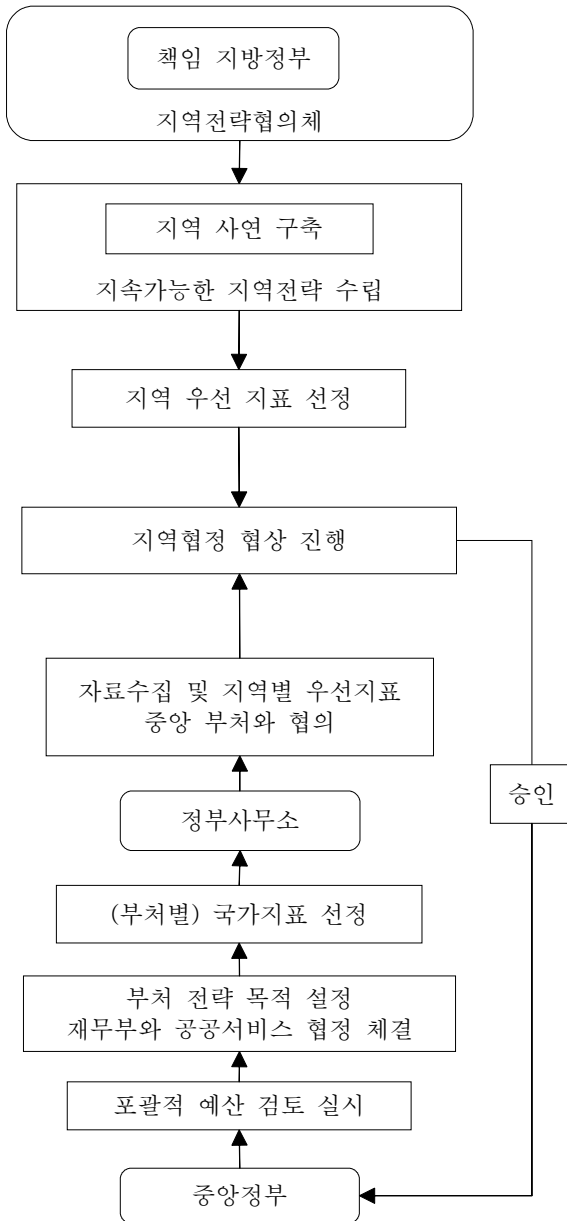 책임 지방정부
지역전략협의체
지역 사연 구축
지속가능한 지역전략 수립
지역 우선 지표 선정
지역협정 협상 진행
자료수집 및 지역별 우선지표
중앙 부처와 협의
승인
정부사무소
(부처별) 국가지표 선정
부처 전략 목적 설정
재무부와 공공서비스 협정 체결
포괄적 예산 검토 실시
중앙정부